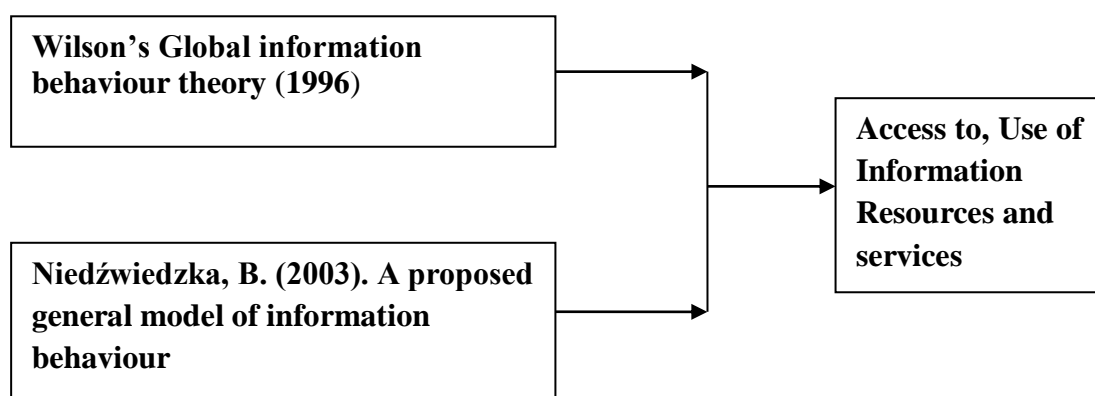 Wilson’s Global information
behaviour theory (1996)
Niedźwiedzka, B. (2003). A proposed
general model of information
behaviour
Access to, Use of
Information
Resources and
services